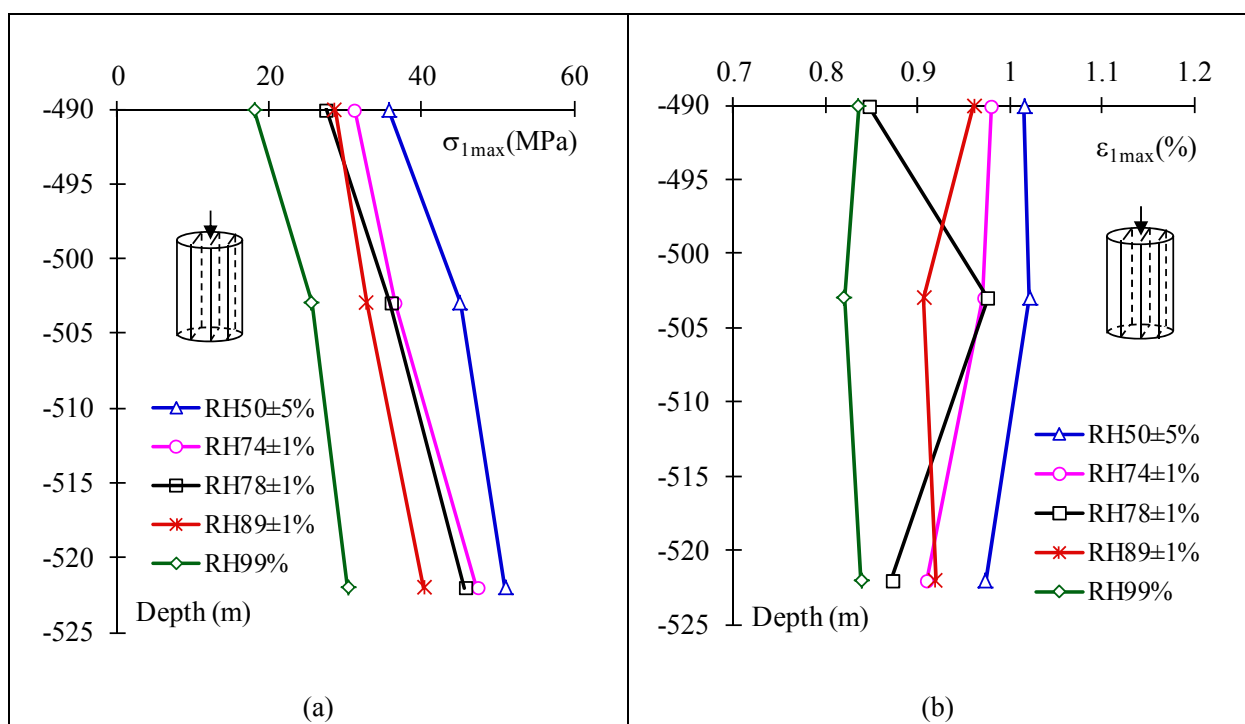 0 20 40 60
σ1max(MPa)
-490
-495
-500
-505
-510
-515
-520
-525
RH50±5%
RH74±1%
RH78±1%
RH89±1%
RH99%
Depth (m)
(a)
0.7 0.8 0.9 1 1.1 1.2
ε1max(%)
-490
-495
-500
-505
-510
-515
-520
-525
RH50±5%
RH74±1%
RH78±1%
RH89±1%
RH99%
Depth (m)
(b)